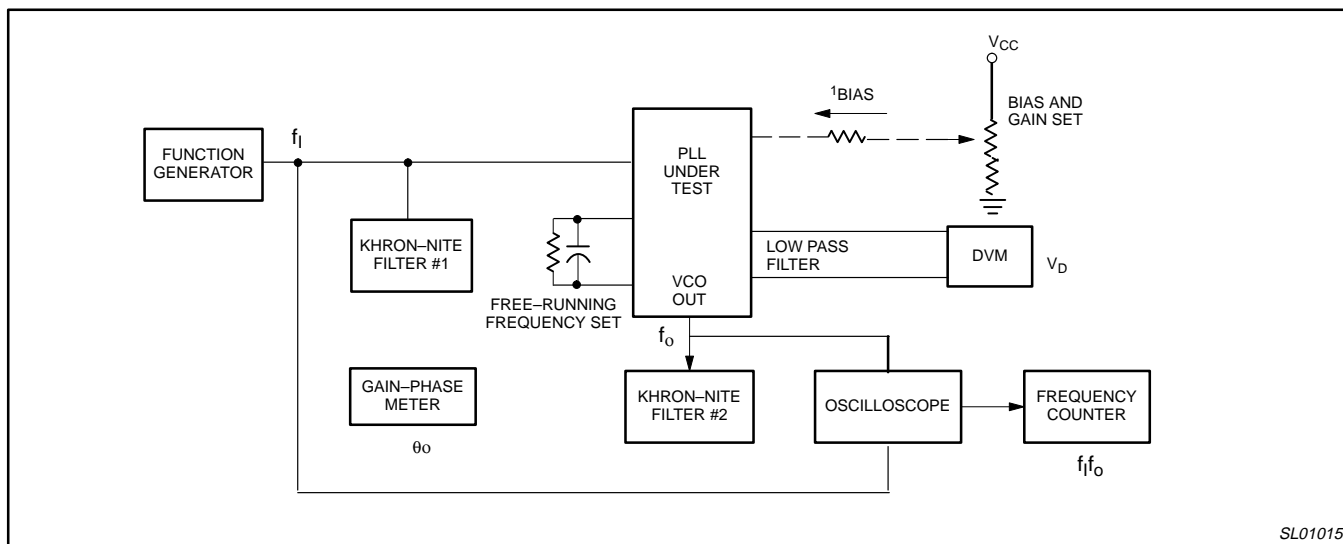 VCC
1BIAS
BIAS AND
GAIN SET
fI
FUNCTION
GENERATOR
PLL
UNDER
TEST
KHRON–NITE
FILTER #1
LOW PASS
FILTER
DVM
VD
VCO
OUT
FREE–RUNNING
FREQUENCY SET
fo
GAIN–PHASE
METER
θo
KHRON–NITE
FILTER #2
OSCILLOSCOPE
FREQUENCY
COUNTER
fIfo
SL01015